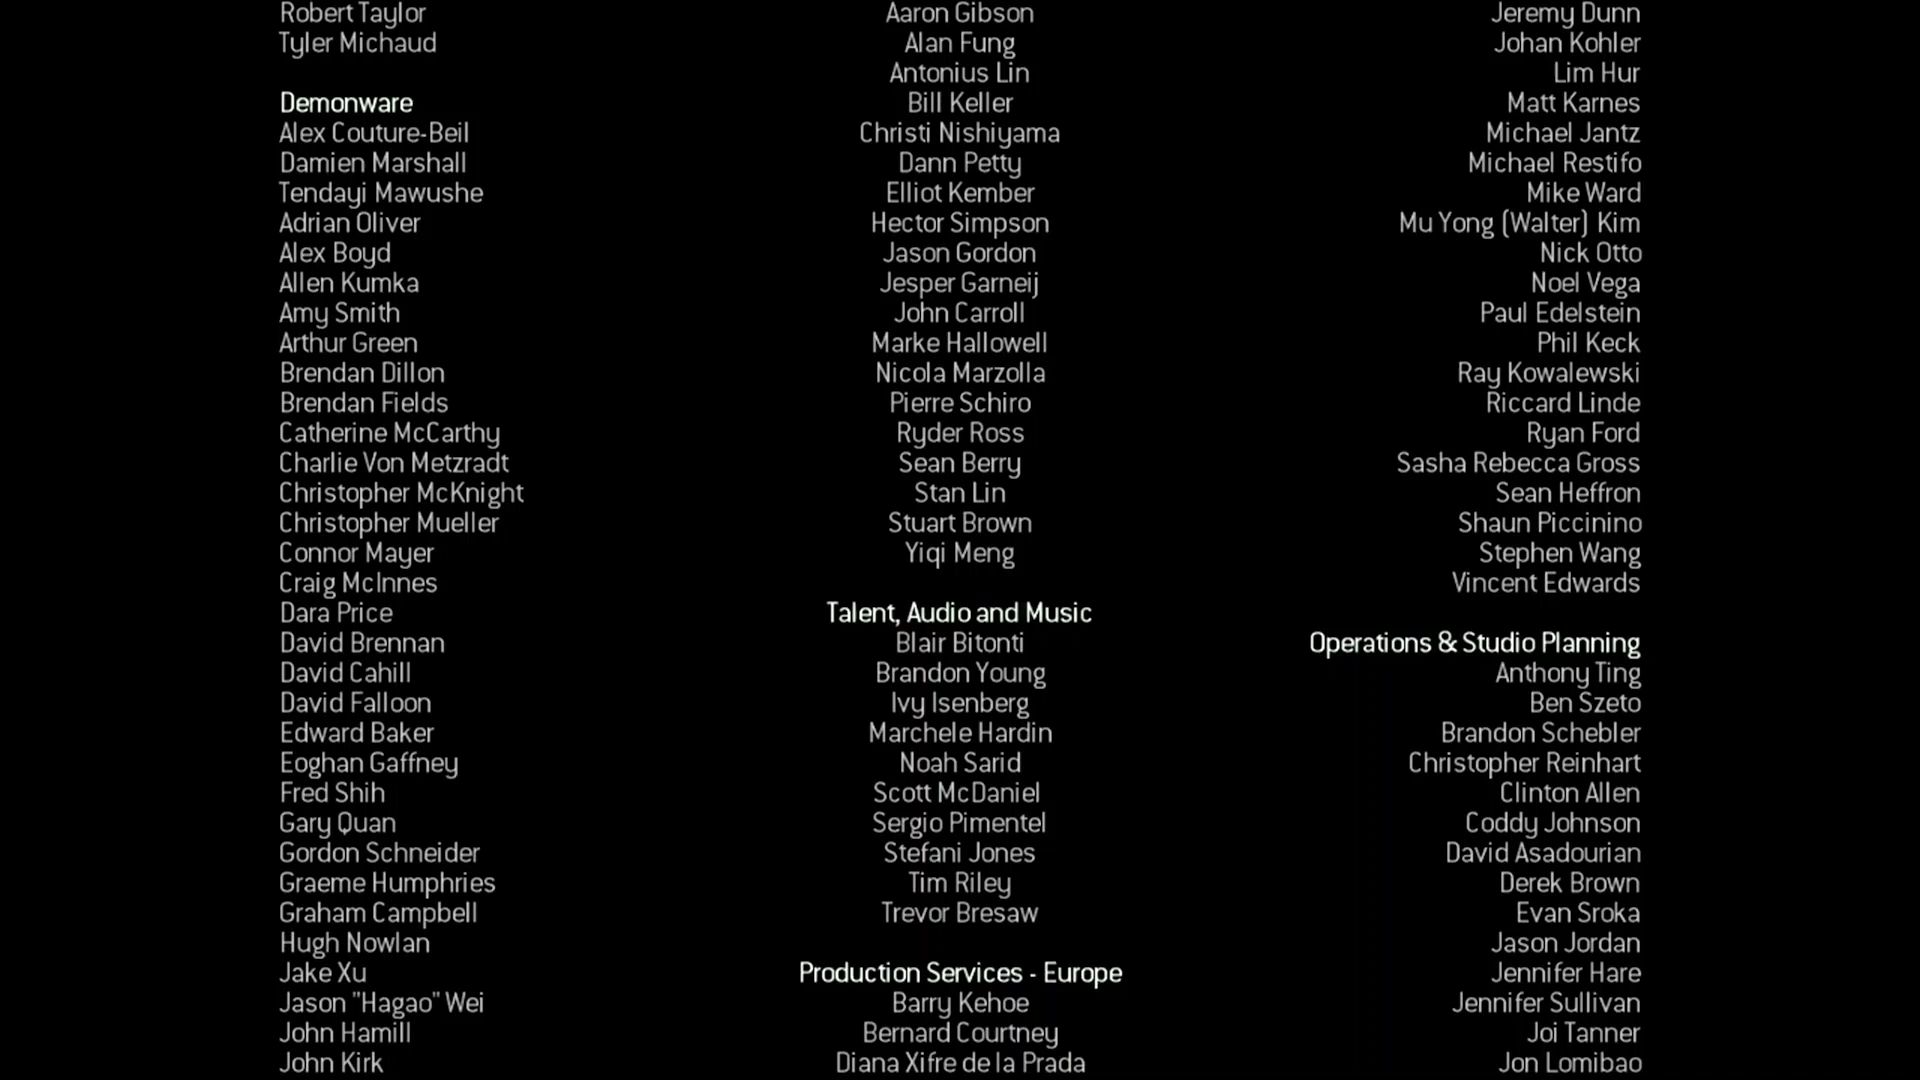 Robert Taylor
Tyler Michaud
Demonware
Alex Couture-Beil
Damien Marshall
Tendayi Mawushe
Adrian Oliver
Alex Boyd
Allen Kumka
Amy Smith
Arthur Green
Brendan Dillon
Brendan Fields
Catherine McCarthy
Charlie Von Metzradt
Christopher McKnight
Christopher Mueller
Connor Mayer
Craig McInnes
Dara Price
David Brennan
David Cahill
David Falloon
Edward Baker
Eoghan Gaffney
Fred Shih
Gary Quan
Gordon Schneider
Graeme Humphries
Graham Campbell
Hugh Nowlan
Jake Xu
Jason "Hagao" Wei
John Hamill
John Kirk
Aaron Gibson
Alan Fung
Antonius Lin
Bill Keller
Christi Nishiyama
Dann Petty
Elliot Kember
Hector Simpson
Jason Gordon
Jesper Garneij
John Carroll
Marke Hallowell
Nicola Marzolla
Pierre Schiro
Ryder Ross
Sean Berry
Stan Lin
Stuart Brown
Yiqi Meng
Talent, Audio and Music
Blair Bitonti
Brandon Young
Ivy Isenberg
Marchele Hardin
Noah Sarid
Scott McDaniel
Sergio Pimentel
Stefani Jones
Tim Riley
Trevor Bresaw
Production Services - Europe
Barry Kehoe
Bernard Courtney
Diana Xifre de la Prada
Jeremy Dunn
Johan Kohler
Lim Hur
Matt Karnes
Michael Jantz
Michael Restifo
Mike Ward
Mu Yong (Walter) Kim
Nick Otto
Noel Vega
Paul Edelstein
Phil Keck
Ray Kowalewski
Riccard Linde
Ryan Ford
Sasha Rebecca Gross
Sean Heffron
Shaun Piccinino
Stephen Wang
Vincent Edwards
Operations & Studio Planning
Anthony Ting
Ben Szeto
Brandon Schebler
Christopher Reinhart
Clinton Allen
Coddy Johnson
David Asadourian
Derek Brown
Evan Sroka
Jason Jordan
Jennifer Hare
Jennifer Sullivan
Joi Tanner
Jon Lomibao